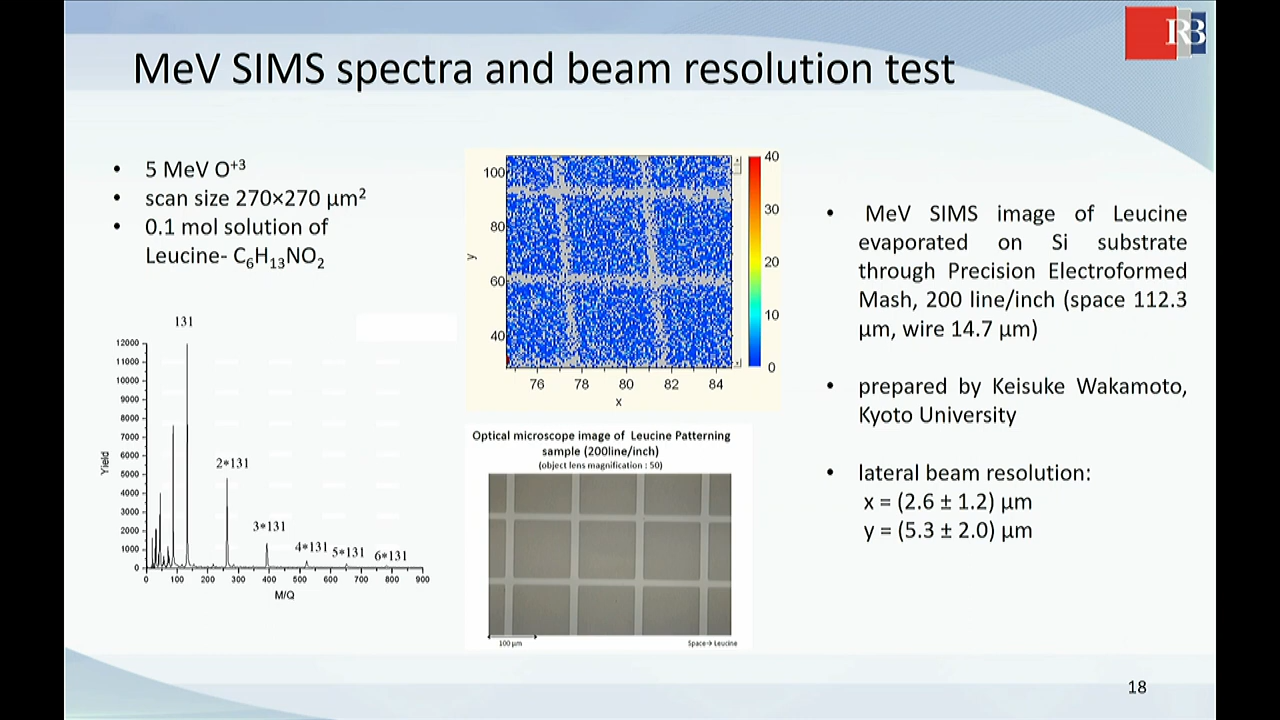 RB
MeV SIMS spectra and beam resolution test
• 5 MeV O⁺³
• scan size 270×270 µm²
• 0.1 mol solution of
Leucine- C₆H₁₃NO₂
131
2*131
3*131
4*131
5*131
6*131
12000
11000
10000
9000
8000
7000
6000
5000
4000
3000
2000
1000
0
Yield
0 100 200 300 400 500 600 700 800 900
M/Q
100
80
60
40
y
76 78 80 82 84
x
40
30
20
10
0
Optical microscope image of Leucine Patterning
sample (200line/inch)
(object lens magnification : 50)
100 µm
Space→ Leucine
• MeV SIMS image of Leucine
evaporated on Si substrate
through Precision Electroformed
Mash, 200 line/inch (space 112.3
µm, wire 14.7 µm)
• prepared by Keisuke Wakamoto,
Kyoto University
• lateral beam resolution:
x = (2.6 ± 1.2) µm
y = (5.3 ± 2.0) µm
18